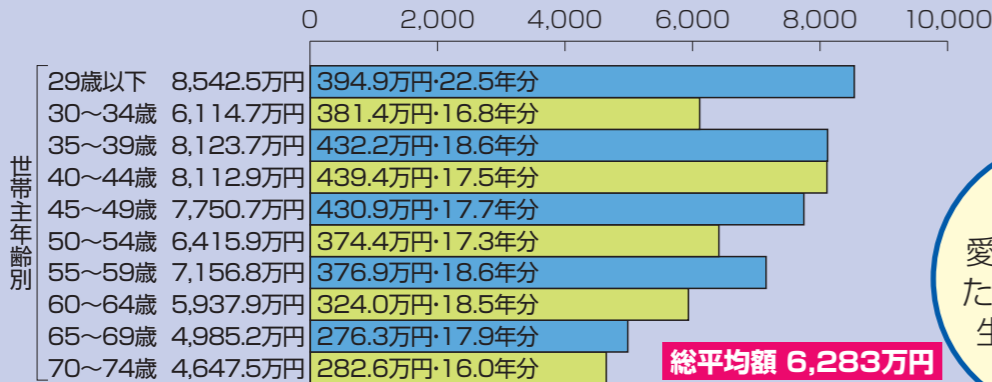 0 2,000 4,000 6,000 8,000 10,000
世帯主年齢別
29歳以下 8,542.5万円 394.9万円・22.5年分
30〜34歳 6,114.7万円 381.4万円・16.8年分
35〜39歳 8,123.7万円 432.2万円・18.6年分
40〜44歳 8,112.9万円 439.4万円・17.5年分
45〜49歳 7,750.7万円 430.9万円・17.7年分
50〜54歳 6,415.9万円 374.4万円・17.3年分
55〜59歳 7,156.8万円 376.9万円・18.6年分
60〜64歳 5,937.9万円 324.0万円・18.5年分
65〜69歳 4,985.2万円 276.3万円・17.9年分
70〜74歳 4,647.5万円 282.6万円・16.0年分
総平均額 6,283万円
愛
た
生